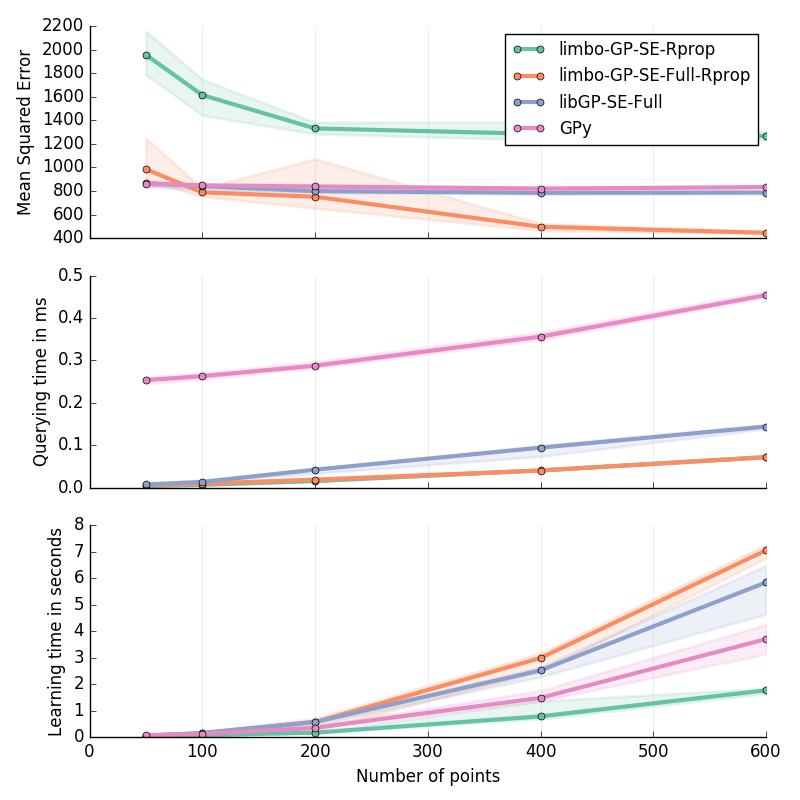 2200
2000
1800
1600
1400
1200
1000
800
600
400
Mean Squared Error
limbo-GP-SE-Rprop
limbo-GP-SE-Full-Rprop
libGP-SE-Full
GPy
0.5
0.4
0.3
0.2
0.1
0.0
Querying time in ms
8
7
6
5
4
3
2
1
0
Learning time in seconds
0 100 200 300 400 500 600
Number of points